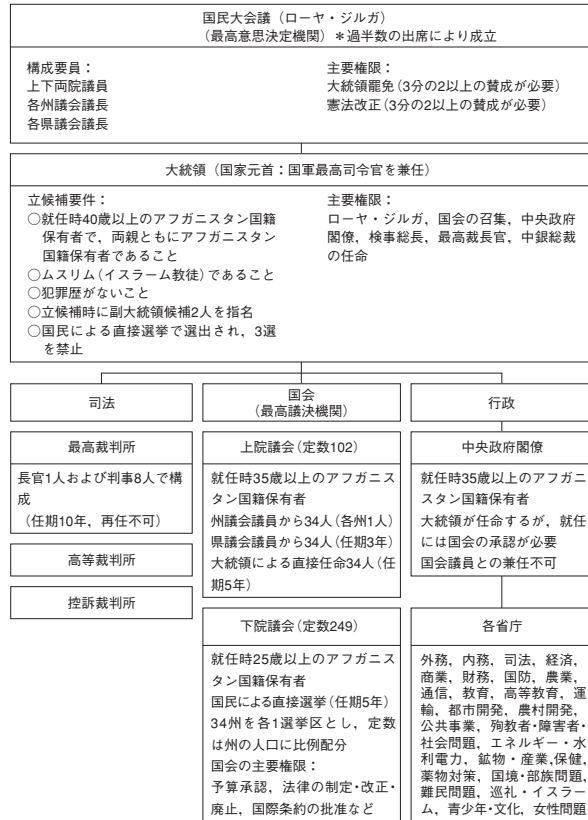 国民大会議（ローヤ・ジルガ）
（最高意思決定機関）＊過半数の出席により成立
構成要員：
上下両院議員
各州議会議長
各県議会議長
主要権限：
大統領罷免（3分の2以上の賛成が必要）
憲法改正（3分の2以上の賛成が必要）
大統領（国家元首：国軍最高司令官を兼任）
立候補要件：
○就任時40歳以上のアフガニスタン国籍
保有者で，両親ともにアフガニスタン
国籍保有者であること
○ムスリム（イスラーム教徒）であること
○犯罪歴がないこと
○立候補時に副大統領候補2人を指名
○国民による直接選挙で選出され，3選
を禁止
主要権限：
ローヤ・ジルガ，国会の召集，中央政府
閣僚，検事総長，最高裁長官，中銀総裁
の任命
司法
最高裁判所
長官1人および判事8人で構
成
（任期10年，再任不可）
高等裁判所
控訴裁判所
国会
（最高議決機関）
上院議会（定数102）
就任時35歳以上のアフガニス
タン国籍保有者
州議会議員から34人（各州1人）
県議会議員から34人（任期3年）
大統領による直接任命34人（任
期5年）
下院議会（定数249）
就任時25歳以上のアフガニス
タン国籍保有者
国民による直接選挙（任期5年）
34州を各1選挙区とし，定数
は州の人口に比例配分
国会の主要権限：
予算承認，法律の制定・改正・
廃止，国際条約の批准など
行政
中央政府閣僚
就任時35歳以上のアフガニ
スタン国籍保有者
大統領が任命するが，就任
には国会の承認が必要
国会議員との兼任不可
各省庁
外務，内務，司法，経済，
商業，財務，国防，農業，
通信，教育，高等教育，運
輸，都市開発，農村開発，
公共事業，殉教者・障害者・
社会問題，エネルギー・水
利電力，鉱物・産業，保健，
薬物対策，国境・部族問題，
難民問題，巡礼・イスラー
ム，青少年・文化，女性問題